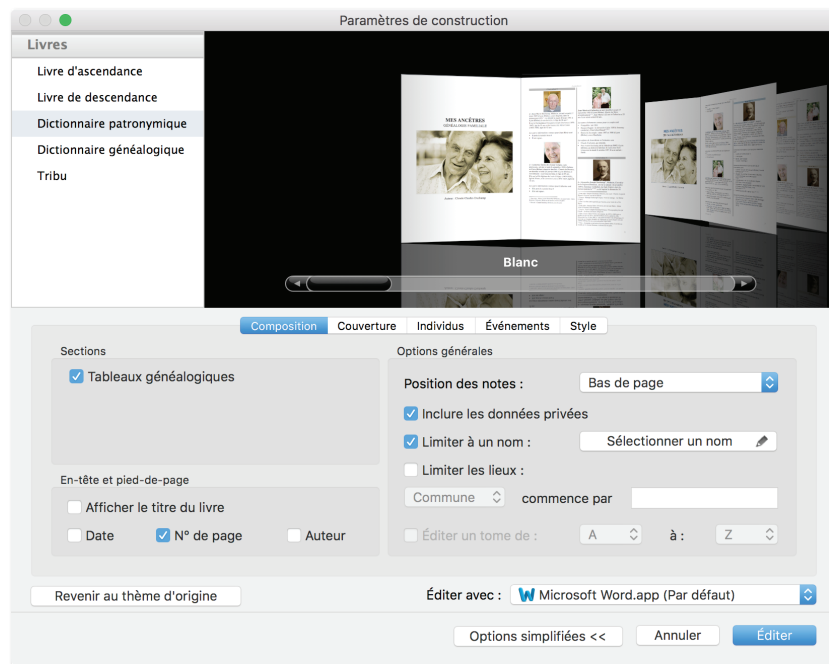 Paramètres de construction
Livres
Livre d'ascendance
Livre de descendance
Dictionnaire patronymique
Dictionnaire généalogique
Tribu
MES ANCÊTRES
GÉNÉALOGIE FAMILIALE
Blanc
Composition Couverture Individus Événements Style
Sections
Tableaux généalogiques
En-tête et pied-de-page
Afficher le titre du livre
Date N° de page Auteur
Options générales
Position des notes : Bas de page
Inclure les données privées
Limiter à un nom : Sélectionner un nom
Limiter les lieux :
Commune commence par
Éditer un tome de : A à : Z
Revenir au thème d'origine
Éditer avec : Microsoft Word.app (Par défaut)
Options simplifiées << Annuler Éditer